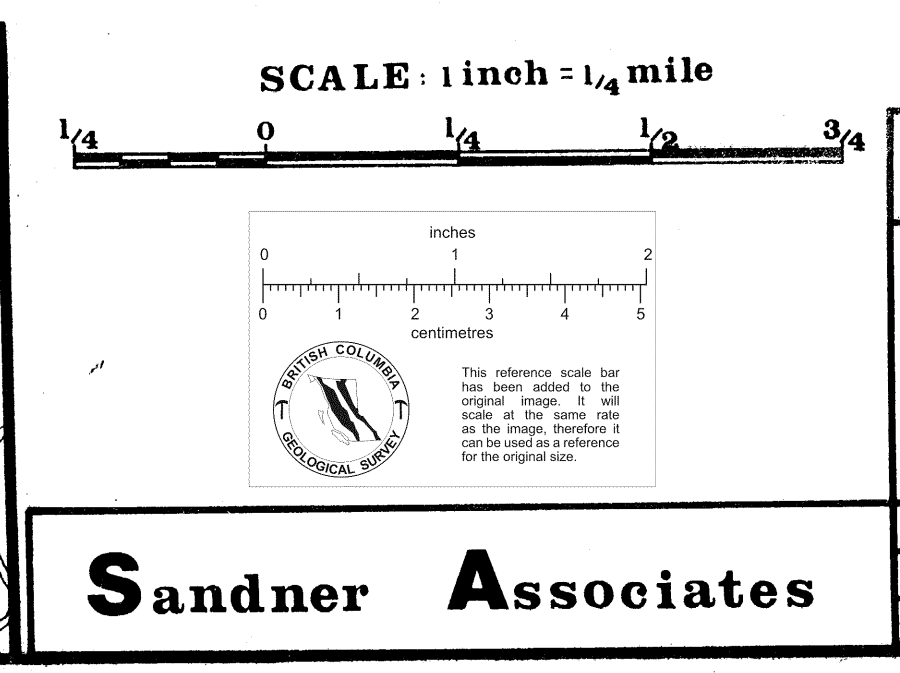 SCALE: 1 inch = 1/4 mile
1/4 0 1/4 1/2 3/4
inches
0 1 2
0 1 2 3 4 5
centimetres
BRITISH COLUMBIA
GEOLOGICAL SURVEY
This reference scale bar
has been added to the
original image. It will
scale at the same rate
as the image, therefore it
can be used as a reference
for the original size.
Sandner Associates